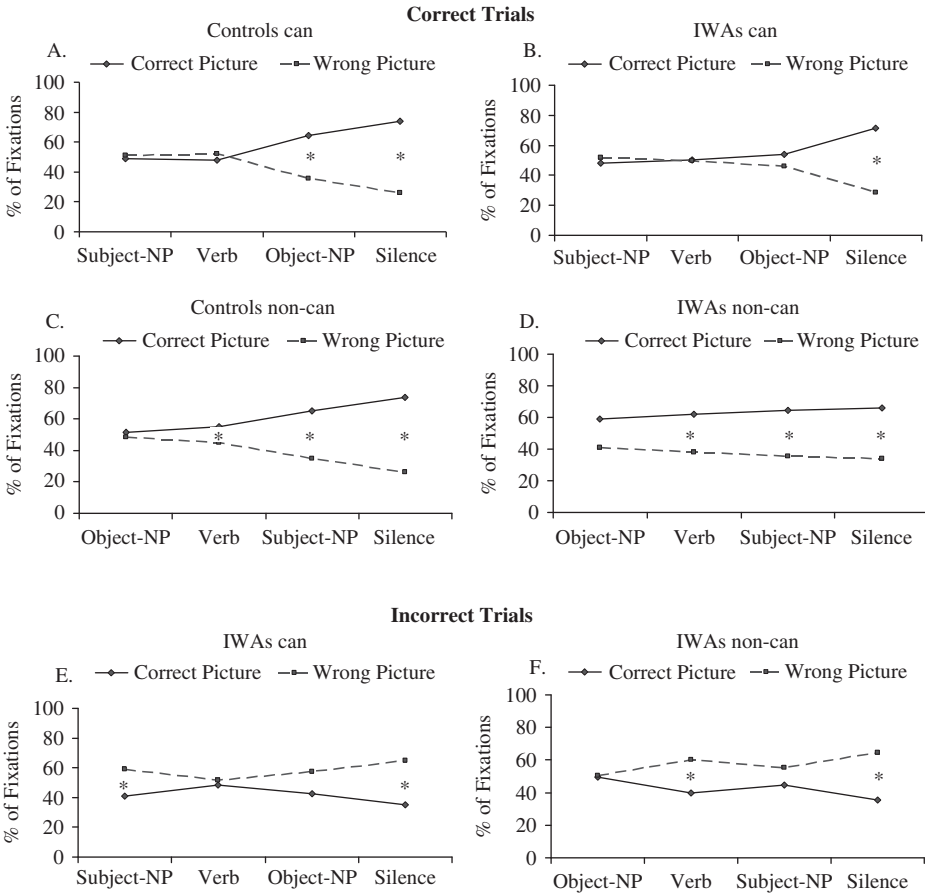 Correct Trials
Controls can
A.
Correct Picture Wrong Picture
% of Fixations
100
80
60
40
20
0
* *
Subject-NP Verb Object-NP Silence
IWAs can
B.
Correct Picture Wrong Picture
% of Fixations
100
80
60
40
20
0
*
Subject-NP Verb Object-NP Silence
Controls non-can
C.
Correct Picture Wrong Picture
% of Fixations
100
80
60
40
20
0
* * *
Object-NP Verb Subject-NP Silence
IWAs non-can
D.
Correct Picture Wrong Picture
% of Fixations
100
80
60
40
20
0
* * *
Object-NP Verb Subject-NP Silence
Incorrect Trials
IWAs can
E.
Correct Picture Wrong Picture
% of Fixations
100
80
60
40
20
0
* *
Subject-NP Verb Object-NP Silence
IWAs non-can
F.
Correct Picture Wrong Picture
% of Fixations
100
80
60
40
20
0
* *
Object-NP Verb Subject-NP Silence